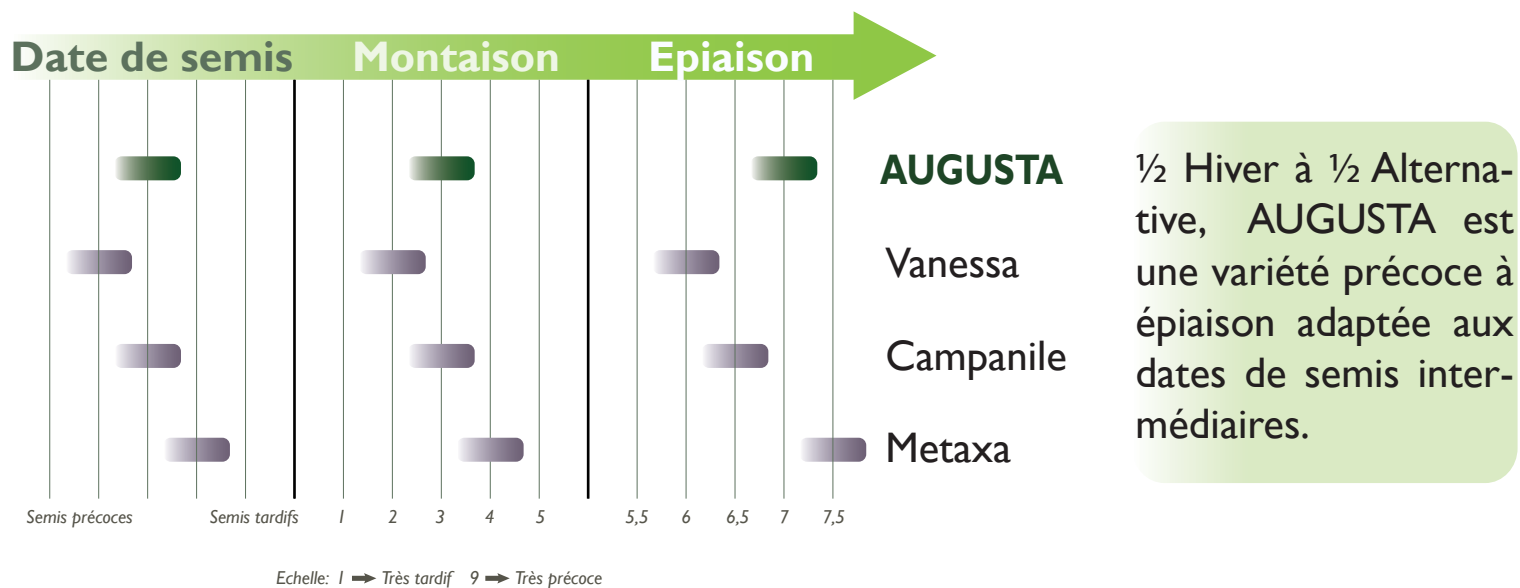 Date de semis Montaison Epiaison
AUGUSTA
Vanessa
Campanile
Metaxa
Semis précoces Semis tardifs 1 2 3 4 5 5,5 6 6,5 7 7,5
Echelle: 1 ➞ Très tardif 9 ➞ Très précoce
½ Hiver à ½ Alterna-
tive, AUGUSTA est
une variété précoce à
épiaison adaptée aux
dates de semis inter-
médiaires.